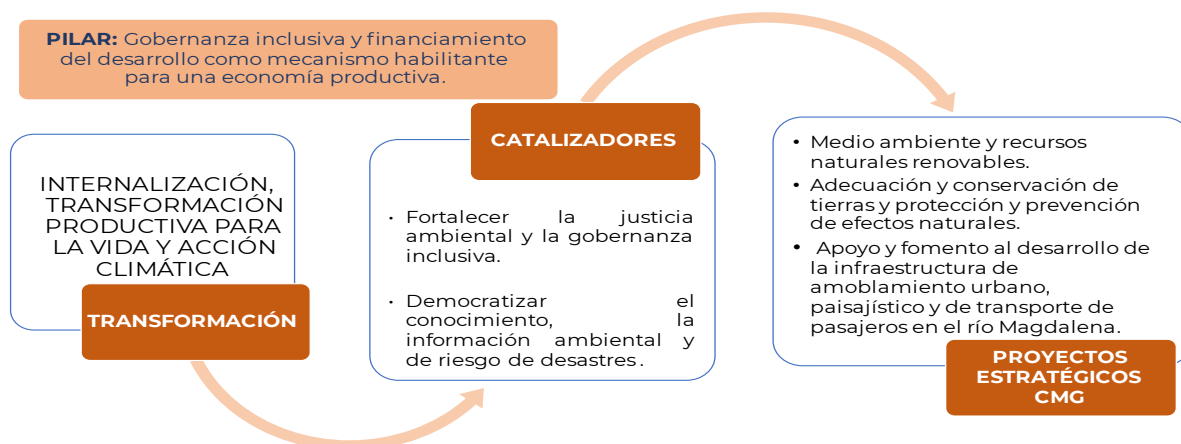 PILAR: Gobernanza inclusiva y financiamiento
del desarrollo como mecanismo habilitante
para una economía productiva.
INTERNALIZACIÓN,
TRANSFORMACIÓN
PRODUCTIVA PARA
LA VIDA Y ACCIÓN
CLIMÁTICA
TRANSFORMACIÓN
CATALIZADORES
• Fortalecer la justicia
ambiental y la gobernanza
inclusiva.
• Democratizar el
conocimiento, la
información ambiental y
de riesgo de desastres.
• Medio ambiente y recursos
naturales renovables.
• Adecuación y conservación de
tierras y protección y prevención
de efectos naturales.
• Apoyo y fomento al desarrollo de
la infraestructura de
amoblamiento urbano,
paisajístico y de transporte de
pasajeros en el río Magdalena.
PROYECTOS
ESTRATÉGICOS
CMG